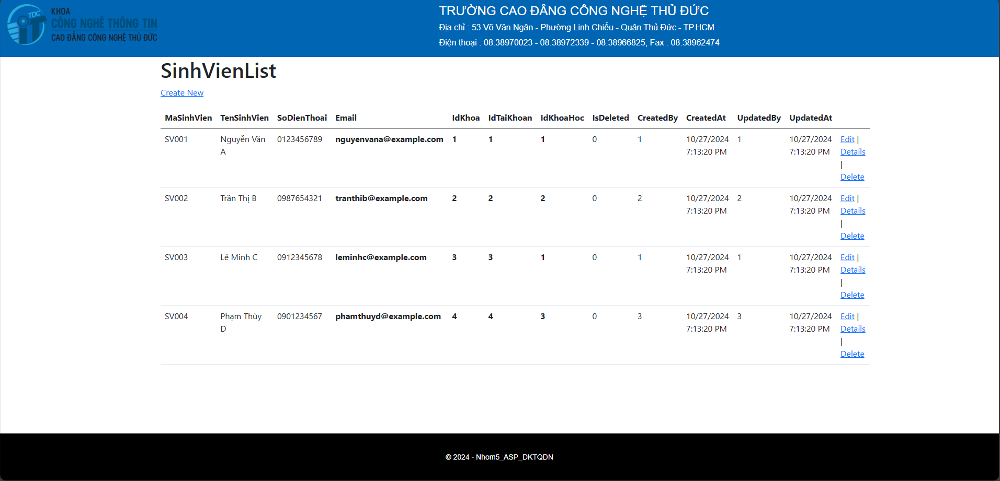 TDC
iT
KHOA
CÔNG NGHỆ THÔNG TIN
CAO ĐẲNG CÔNG NGHỆ THỦ ĐỨC
TRƯỜNG CAO ĐẲNG CÔNG NGHỆ THỦ ĐỨC
Địa chỉ : 53 Võ Văn Ngân - Phường Linh Chiểu - Quận Thủ Đức - TP.HCM
Điện thoại : 08.38970023 - 08.38972339 - 08.38966825, Fax : 08.38962474
SinhVienList
Create New
MaSinhVien TenSinhVien SoDienThoai Email IdKhoa IdTaiKhoan IdKhoaHoc IsDeleted CreatedBy CreatedAt UpdatedBy UpdatedAt
SV001 Nguyễn Văn 0123456789 nguyenvana@example.com 1 1 1 0 1 10/27/2024 1 10/27/2024 Edit |
A 7:13:20 PM 7:13:20 PM Details
|
Delete
SV002 Trần Thị B 0987654321 tranthib@example.com 2 2 2 0 2 10/27/2024 2 10/27/2024 Edit |
7:13:20 PM 7:13:20 PM Details
|
Delete
SV003 Lê Minh C 0912345678 leminhc@example.com 3 3 1 0 1 10/27/2024 1 10/27/2024 Edit |
7:13:20 PM 7:13:20 PM Details
|
Delete
SV004 Phạm Thùy 0901234567 phamthuyd@example.com 4 4 3 0 3 10/27/2024 3 10/27/2024 Edit |
D 7:13:20 PM 7:13:20 PM Details
|
Delete
© 2024 - Nhom5_ASP_DKTQDN